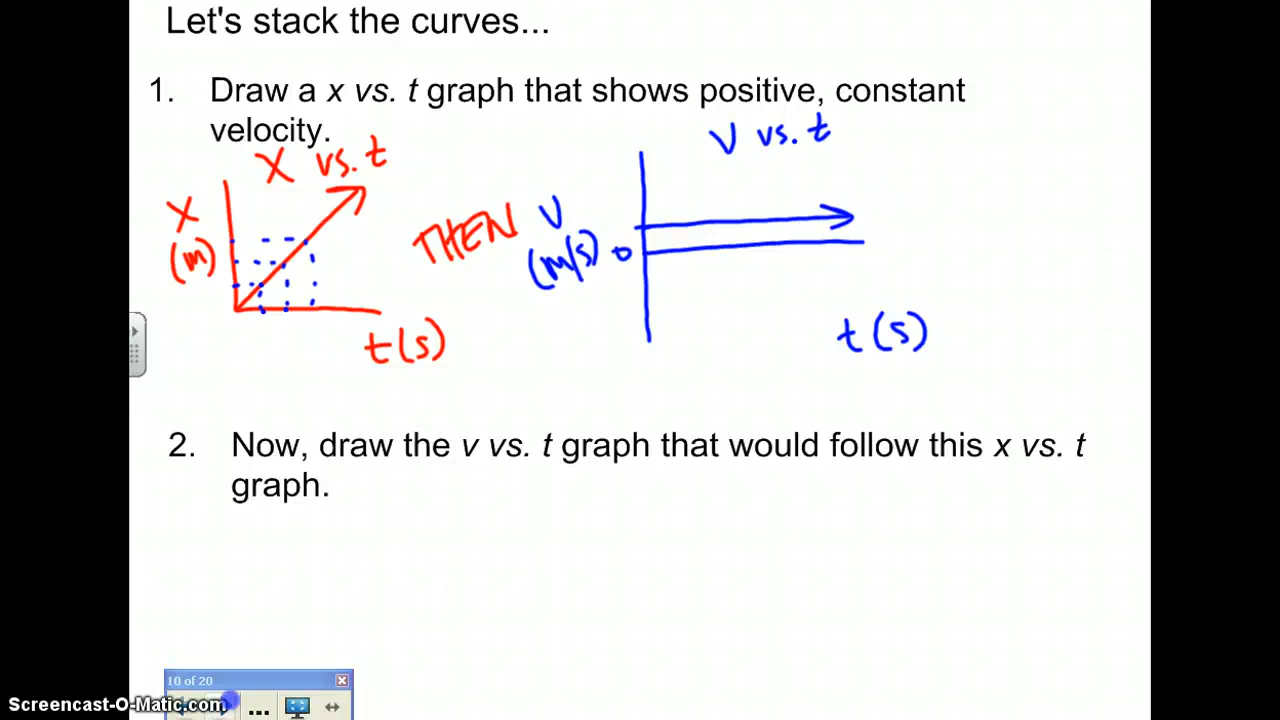 Let's stack the curves...
1. Draw a x vs. t graph that shows positive, constant
velocity.
X vs. t
X
(m)
t(s)
THEN
V vs. t
V
(m/s)
0
t(s)
2. Now, draw the v vs. t graph that would follow this x vs. t
graph.
10 of 20
...
Screencast-O-Matic.com